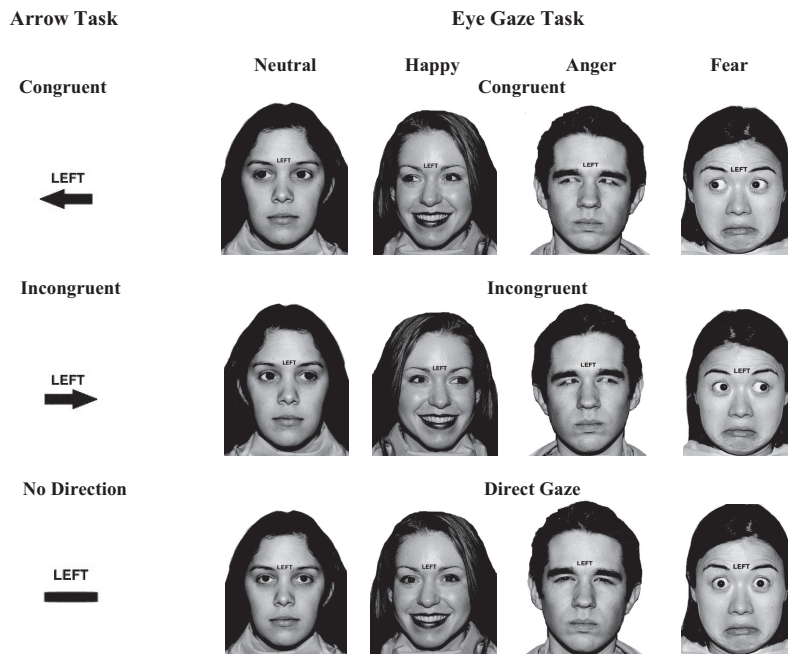 Arrow Task Eye Gaze Task
Neutral Happy Anger Fear
Congruent Congruent
LEFT LEFT LEFT LEFT LEFT
Incongruent Incongruent
LEFT LEFT LEFT LEFT LEFT
No Direction Direct Gaze
LEFT LEFT LEFT LEFT LEFT